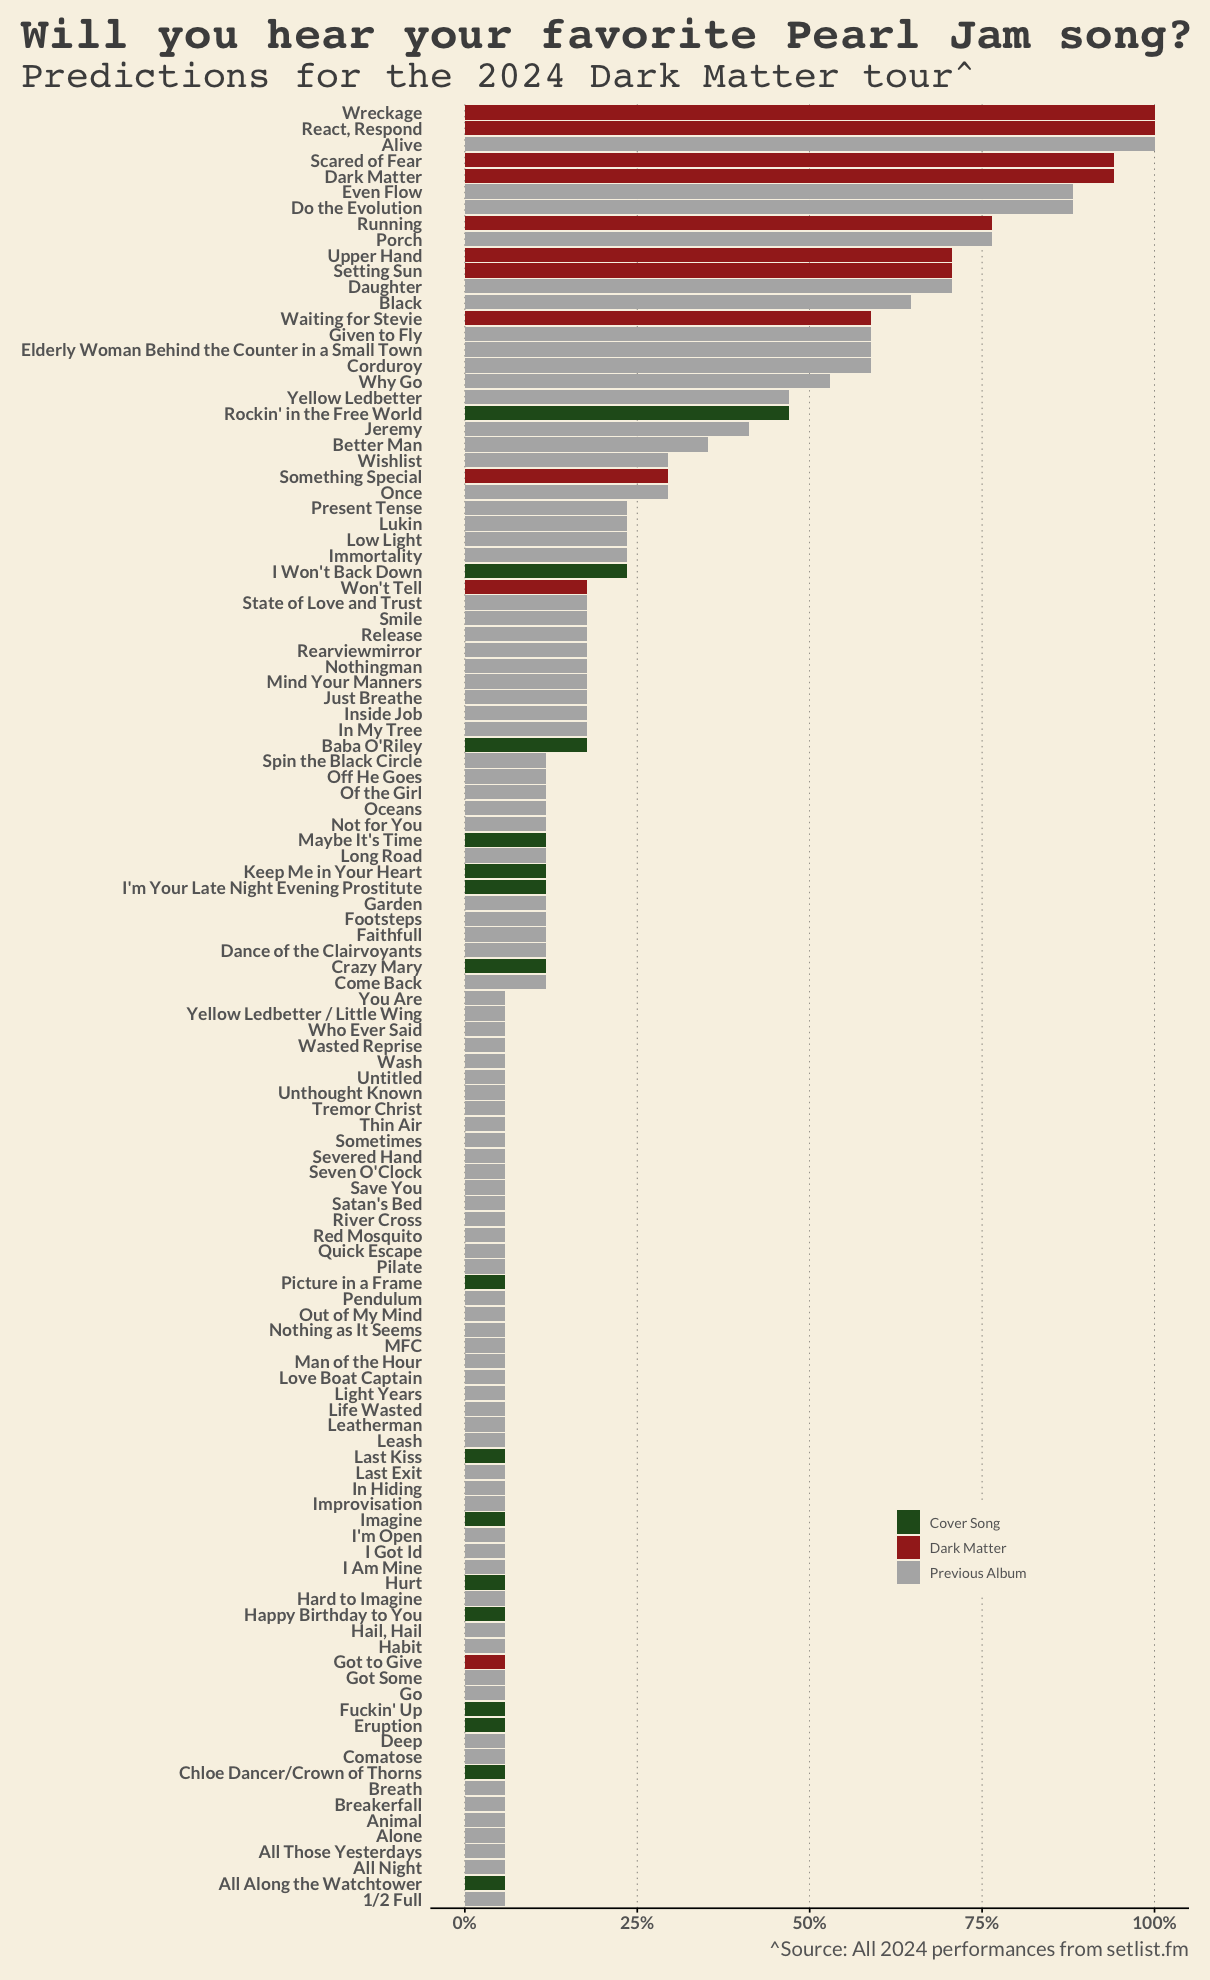 Will you hear your favorite Pearl Jam song?
Predictions for the 2024 Dark Matter tour^
Wreckage
React, Respond
Alive
Scared of Fear
Dark Matter
Even Flow
Do the Evolution
Running
Porch
Upper Hand
Setting Sun
Daughter
Black
Waiting for Stevie
Given to Fly
Elderly Woman Behind the Counter in a Small Town
Corduroy
Why Go
Yellow Ledbetter
Rockin' in the Free World
Jeremy
Better Man
Wishlist
Something Special
Once
Present Tense
Lukin
Low Light
Immortality
I Won't Back Down
Won't Tell
State of Love and Trust
Smile
Release
Rearviewmirror
Nothingman
Mind Your Manners
Just Breathe
Inside Job
In My Tree
Baba O'Riley
Spin the Black Circle
Off He Goes
Of the Girl
Oceans
Not for You
Maybe It's Time
Long Road
Keep Me in Your Heart
I'm Your Late Night Evening Prostitute
Garden
Footsteps
Faithfull
Dance of the Clairvoyants
Crazy Mary
Come Back
You Are
Yellow Ledbetter / Little Wing
Who Ever Said
Wasted Reprise
Wash
Untitled
Unthought Known
Tremor Christ
Thin Air
Sometimes
Severed Hand
Seven O'Clock
Save You
Satan's Bed
River Cross
Red Mosquito
Quick Escape
Pilate
Picture in a Frame
Pendulum
Out of My Mind
Nothing as It Seems
MFC
Man of the Hour
Love Boat Captain
Light Years
Life Wasted
Leatherman
Leash
Last Kiss
Last Exit
In Hiding
Improvisation
Imagine
I'm Open
I Got Id
I Am Mine
Hurt
Hard to Imagine
Happy Birthday to You
Hail, Hail
Habit
Got to Give
Got Some
Go
Fuckin' Up
Eruption
Deep
Comatose
Chloe Dancer/Crown of Thorns
Breath
Breakerfall
Animal
Alone
All Those Yesterdays
All Night
All Along the Watchtower
1/2 Full
Cover Song
Dark Matter
Previous Album
0% 25% 50% 75% 100%
^Source: All 2024 performances from setlist.fm